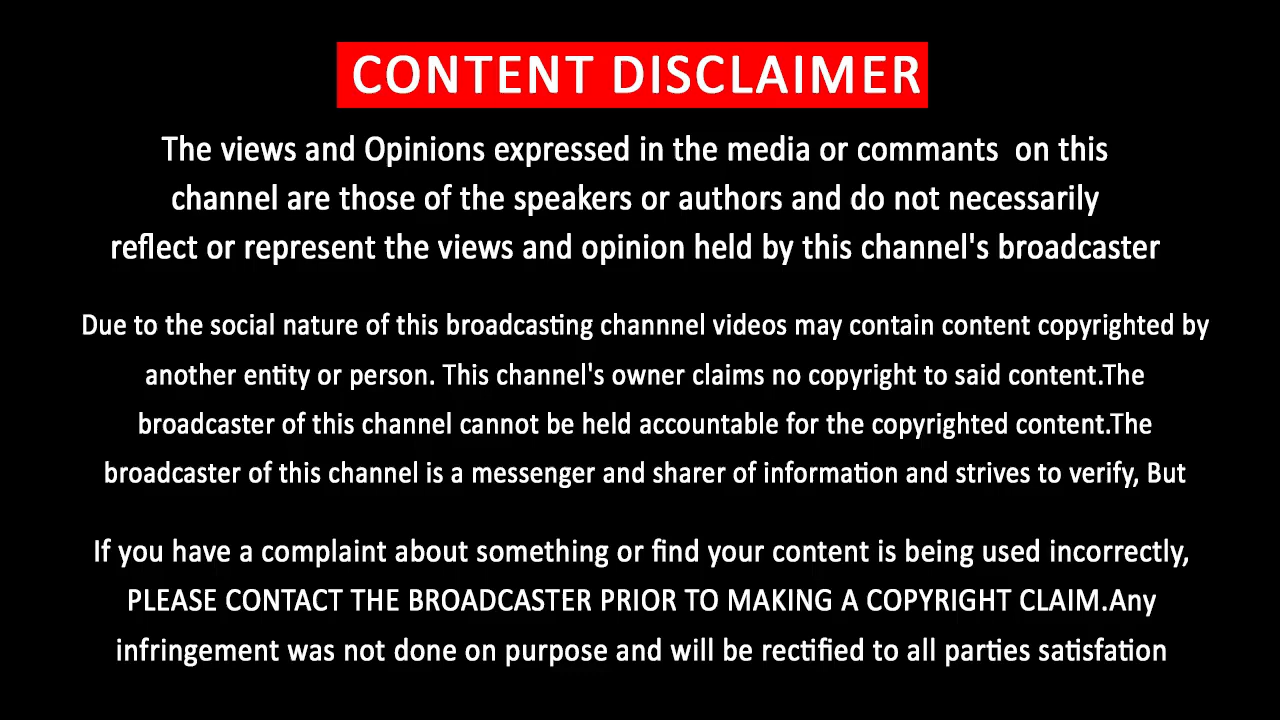 CONTENT DISCLAIMER
The views and Opinions expressed in the media or commants on this
channel are those of the speakers or authors and do not necessarily
reflect or represent the views and opinion held by this channel's broadcaster
Due to the social nature of this broadcasting channnel videos may contain content copyrighted by
another entity or person. This channel's owner claims no copyright to said content.The
broadcaster of this channel cannot be held accountable for the copyrighted content.The
broadcaster of this channel is a messenger and sharer of information and strives to verify, But
If you have a complaint about something or find your content is being used incorrectly,
PLEASE CONTACT THE BROADCASTER PRIOR TO MAKING A COPYRIGHT CLAIM.Any
infringement was not done on purpose and will be rectified to all parties satisfation